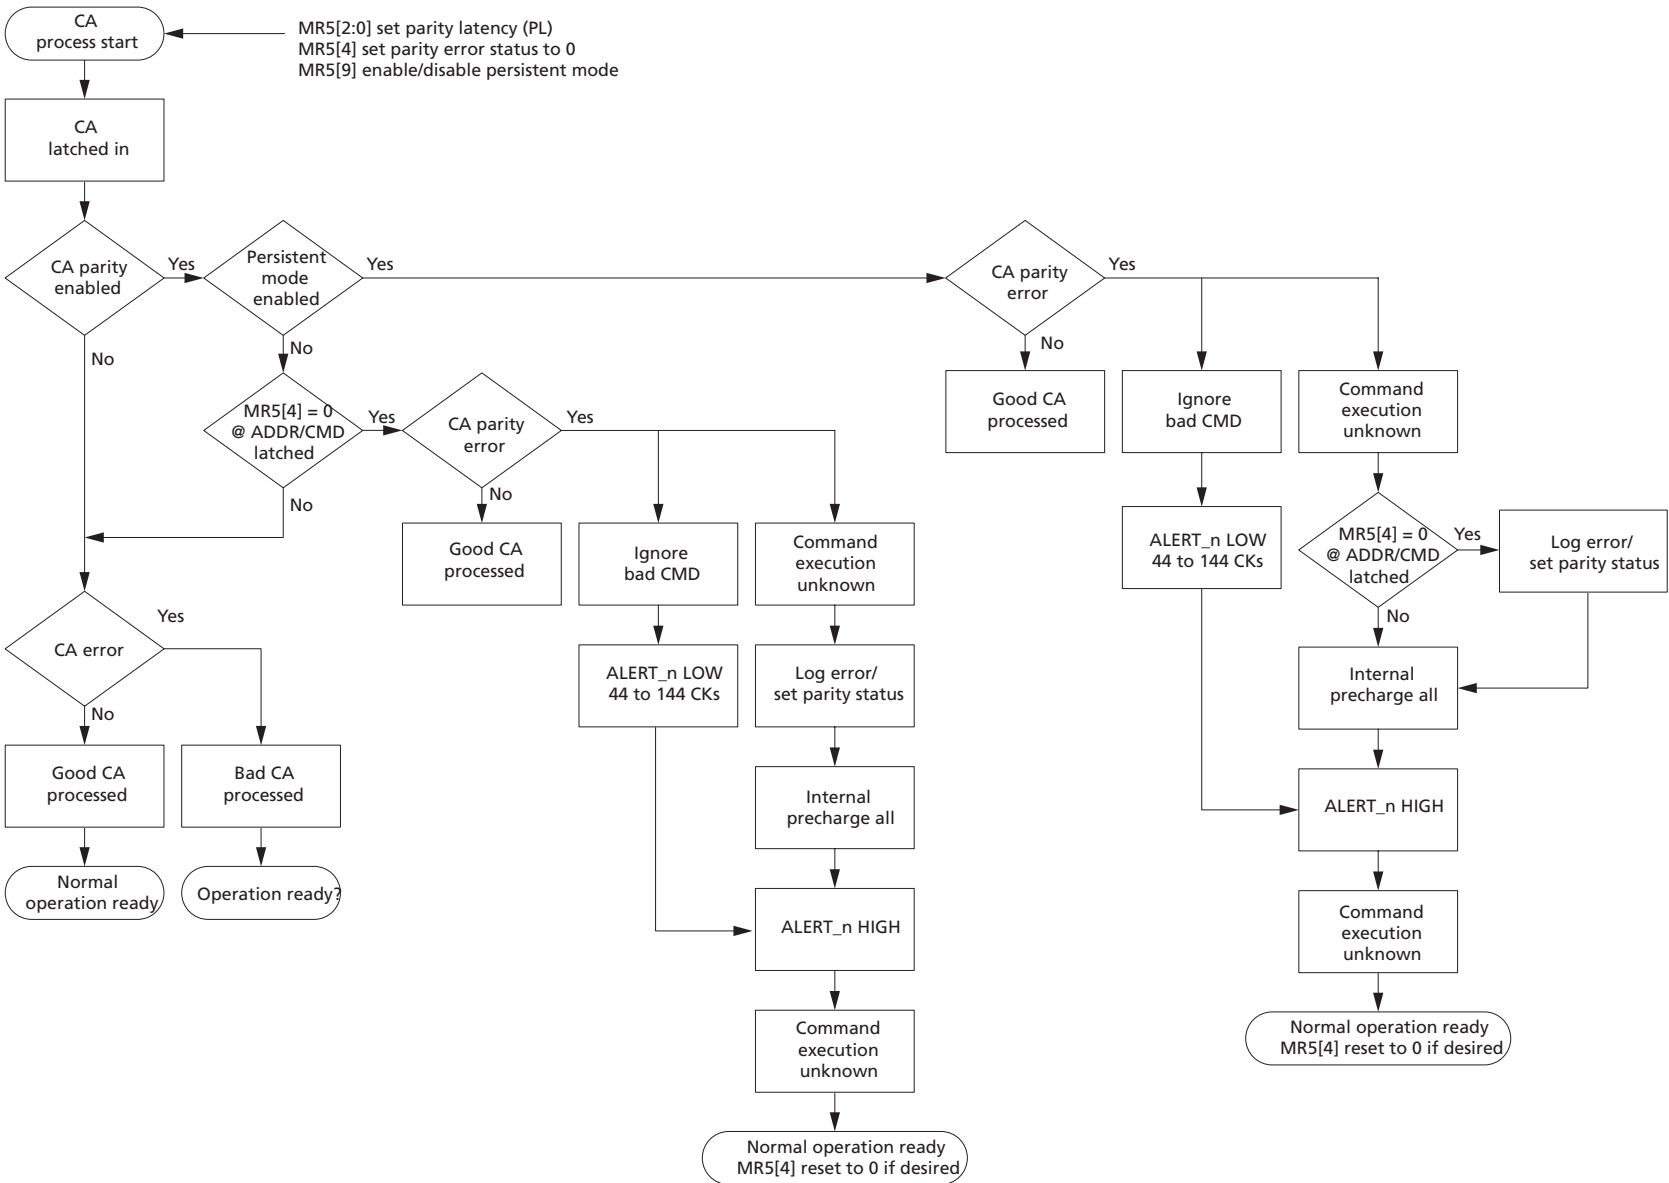 CA
process start
MR5[2:0] set parity latency (PL)
MR5[4] set parity error status to 0
MR5[9] enable/disable persistent mode
CA
latched in
CA parity
enabled
Yes
Persistent
mode
enabled
Yes
CA parity
error
Yes
No
No
No
MR5[4] = 0
@ ADDR/CMD
latched
Yes
CA parity
error
Yes
Good CA
processed
Ignore
bad CMD
Command
execution
unknown
No
No
Good CA
processed
Ignore
bad CMD
Command
execution
unknown
ALERT_n LOW
44 to 144 CKs
MR5[4] = 0
@ ADDR/CMD
latched
Yes
Log error/
set parity status
No
CA error
Yes
No
ALERT_n LOW
44 to 144 CKs
Log error/
set parity status
Internal
precharge all
Good CA
processed
Bad CA
processed
Internal
precharge all
ALERT_n HIGH
Normal
operation ready
Operation ready?
ALERT_n HIGH
Command
execution
unknown
Command
execution
unknown
Normal operation ready
MR5[4] reset to 0 if desired
Normal operation ready
MR5[4] reset to 0 if desired